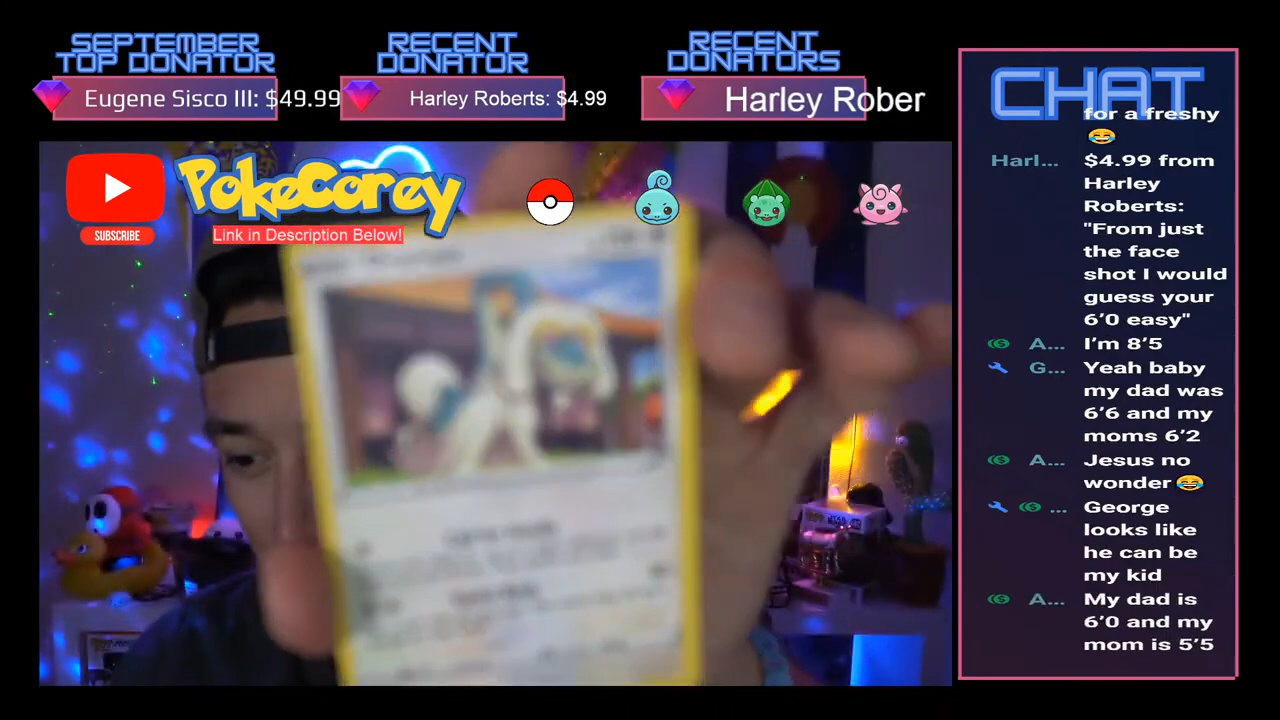 SEPTEMBER
TOP DONATOR
Eugene Sisco III: $49.99
RECENT
DONATOR
Harley Roberts: $4.99
RECENT
DONATORS
Harley Rober
SUBSCRIBE
POKECOREY
Link in Description Below!
CHAT
for a freshy
😂
Harl... $4.99 from
Harley
Roberts:
"From just
the face
shot I would
guess your
6'0 easy"
A... I'm 8'5
G... Yeah baby
my dad was
6'6 and my
moms 6'2
A... Jesus no
wonder 😂
... George
looks like
he can be
my kid
A... My dad is
6'0 and my
mom is 5'5